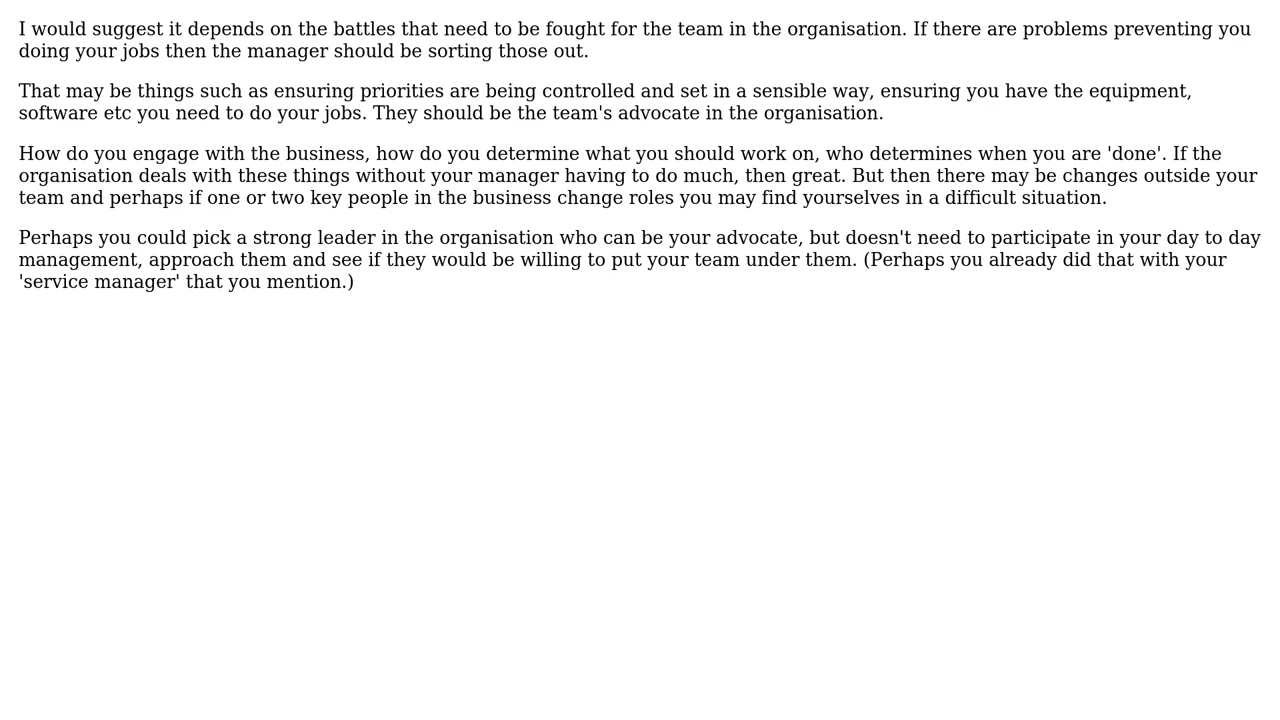 I would suggest it depends on the battles that need to be fought for the team in the organisation. If there are problems preventing you
doing your jobs then the manager should be sorting those out.
That may be things such as ensuring priorities are being controlled and set in a sensible way, ensuring you have the equipment,
software etc you need to do your jobs. They should be the team's advocate in the organisation.
How do you engage with the business, how do you determine what you should work on, who determines when you are 'done'. If the
organisation deals with these things without your manager having to do much, then great. But then there may be changes outside your
team and perhaps if one or two key people in the business change roles you may find yourselves in a difficult situation.
Perhaps you could pick a strong leader in the organisation who can be your advocate, but doesn't need to participate in your day to day
management, approach them and see if they would be willing to put your team under them. (Perhaps you already did that with your
'service manager' that you mention.)